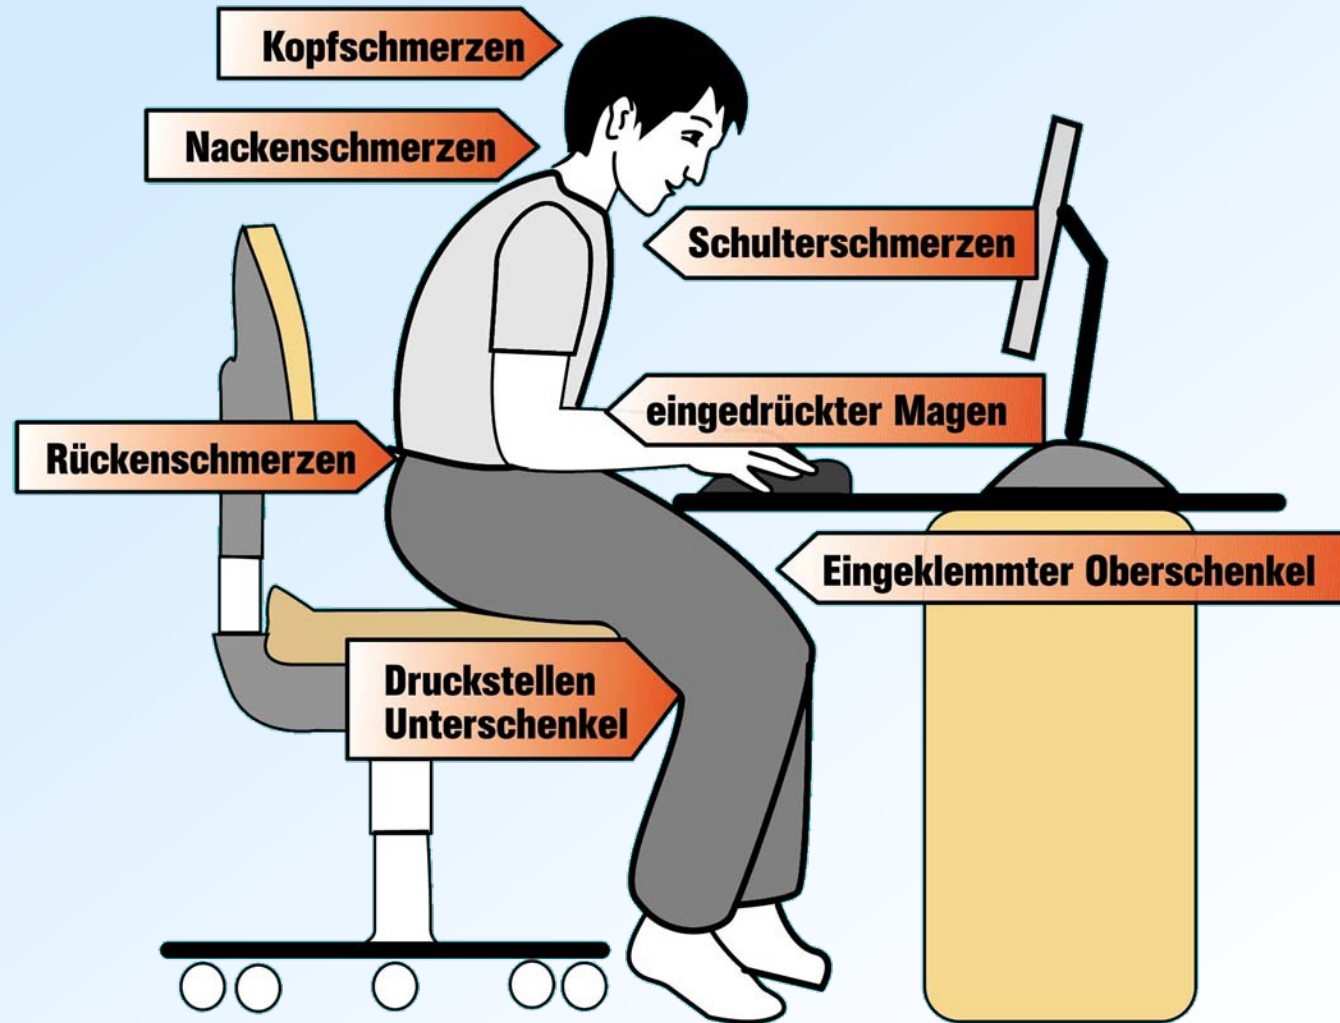 Kopfschmerzen
Nackenschmerzen
Schulterschmerzen
eingedrückter Magen
Rückenschmerzen
Eingeklemmter Oberschenkel
Druckstellen
Unterschenkel